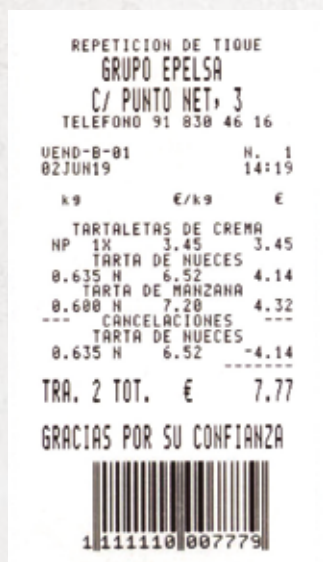 REPETICION DE TIQUE
GRUPO EPELSA
C/ PUNTO NET, 3
TELEFONO 91 830 46 16
VEND-B-01 N. 1
02JUN19 14:19
kg €/kg €
TARTALETAS DE CREMA
NP 1X 3.45 3.45
TARTA DE NUECES
0.635 N 6.52 4.14
TARTA DE MANZANA
0.600 N 7.20 4.32
--- CANCELACIONES ---
TARTA DE NUECES
0.635 N 6.52 -4.14
-------
TRA. 2 TOT. € 7.77
GRACIAS POR SU CONFIANZA
1 111110 007779